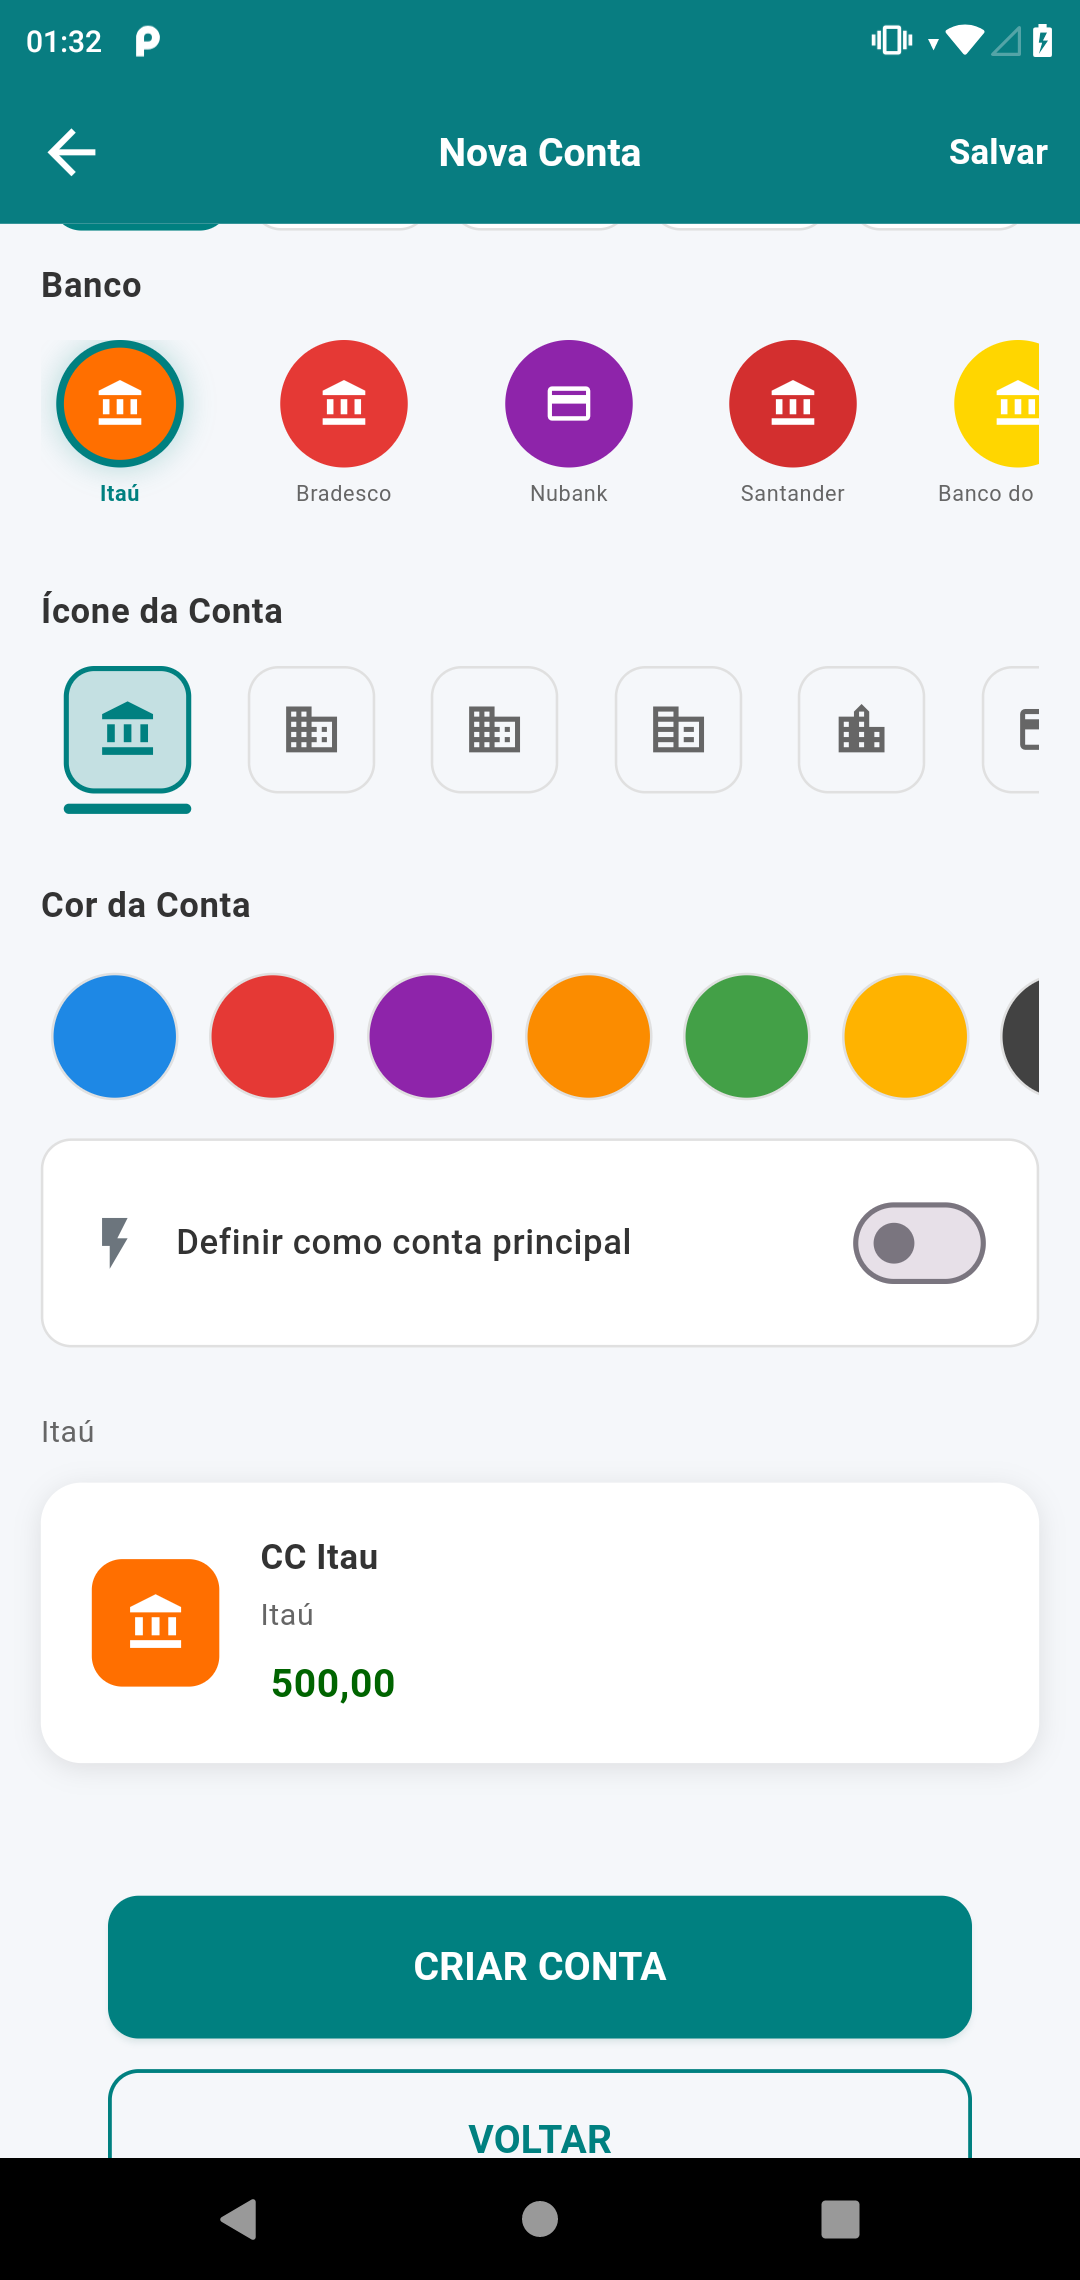 01:32
Nova Conta
Salvar
Banco
Itaú
Bradesco
Nubank
Santander
Banco do
Ícone da Conta
Cor da Conta
Definir como conta principal
Itaú
CC Itau
Itaú
500,00
CRIAR CONTA
VOLTAR